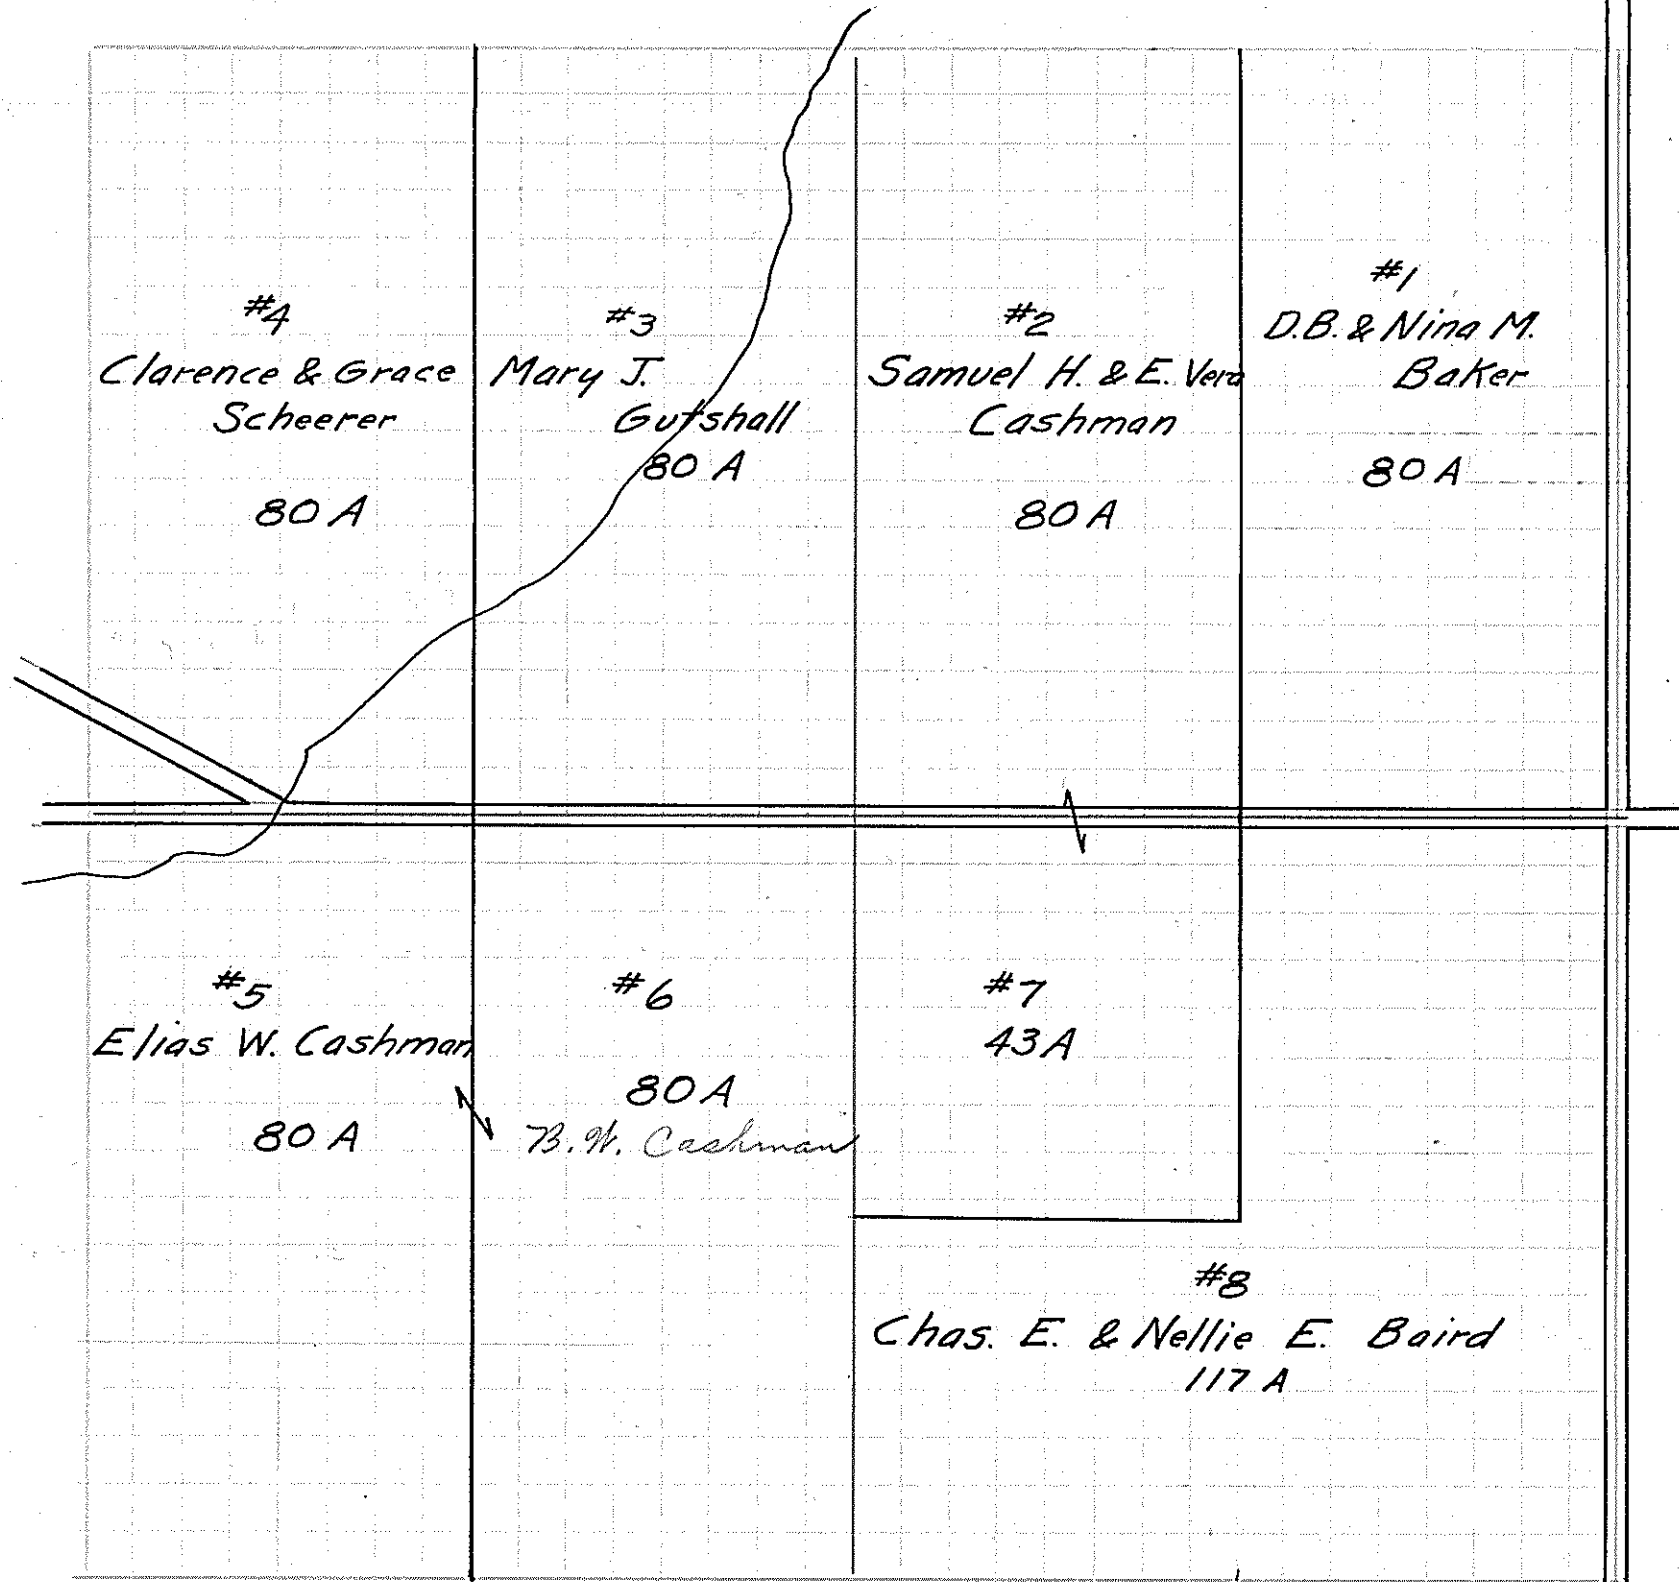 #4
Clarence & Grace
Scheerer
80 A
#3
Mary J.
Gutshall
80 A
#2
Samuel H. & E. Vera
Cashman
80 A
#1
D.B. & Nina M.
Baker
80 A
#5
Elias W. Cashman
80 A
#6
80 A
B.W. Cashman
#7
43 A
#8
Chas. E. & Nellie E. Baird
117 A